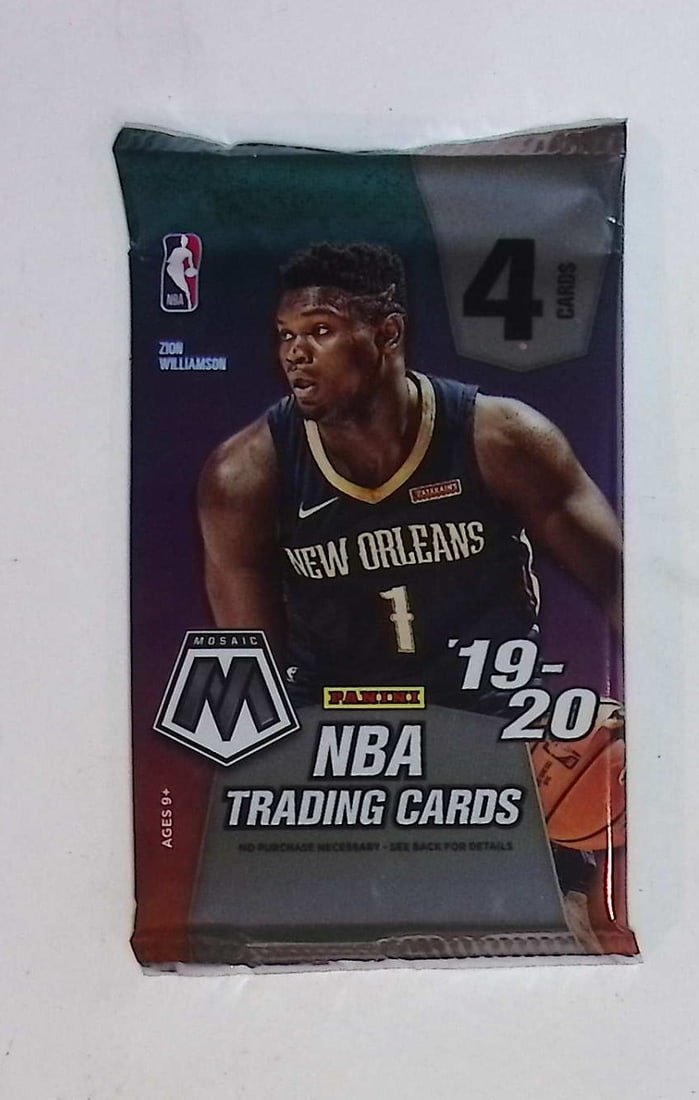 NBA
4
CARDS
ZION
WILLIAMSON
ZATARAIN'S
NEW ORLEANS
1
MOSAIC
M
'19-
20
PANINI
NBA
TRADING CARDS
AGES 9+
NO PURCHASE NECESSARY - SEE BACK FOR DETAILS